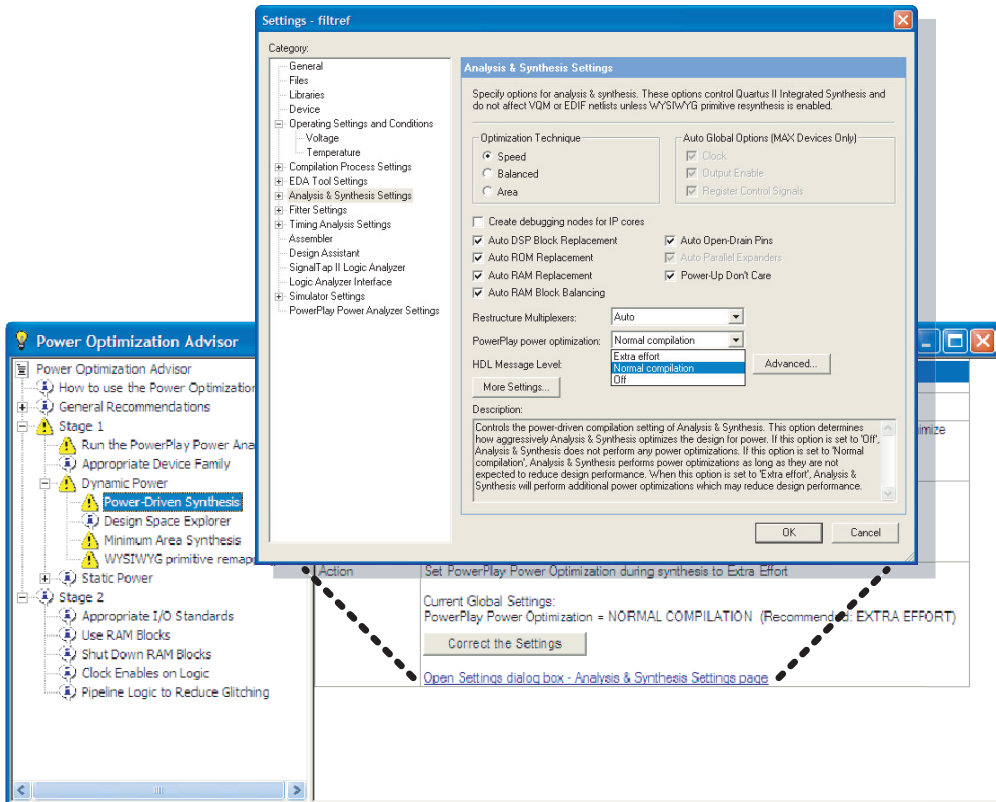 Settings - filtref
Category:
General
Files
Libraries
Device
Operating Settings and Conditions
Voltage
Temperature
Compilation Process Settings
EDA Tool Settings
Analysis & Synthesis Settings
Fitter Settings
Timing Analysis Settings
Assembler
Design Assistant
SignalTap II Logic Analyzer
Logic Analyzer Interface
Simulator Settings
PowerPlay Power Analyzer Settings
Analysis & Synthesis Settings
Specify options for analysis & synthesis. These options control Quartus II Integrated Synthesis and
do not affect VQM or EDIF netlists unless WYSIWYG primitive resynthesis is enabled.
Optimization Technique
Speed
Balanced
Area
Auto Global Options (MAX Devices Only)
Clock
Output Enable
Register Control Signals
Create debugging nodes for IP cores
Auto DSP Block Replacement
Auto ROM Replacement
Auto RAM Replacement
Auto RAM Block Balancing
Auto Open-Drain Pins
Auto Parallel Expanders
Power-Up Don't Care
Restructure Multiplexers: Auto
PowerPlay power optimization: Normal compilation
Extra effort
Normal compilation
Off
HDL Message Level:
Advanced...
More Settings...
Description:
Controls the power-driven compilation setting of Analysis & Synthesis. This option determines
how aggressively Analysis & Synthesis optimizes the design for power. If this option is set to 'Off',
Analysis & Synthesis does not perform any power optimizations. If this option is set to 'Normal
compilation', Analysis & Synthesis performs power optimizations as long as they are not
expected to reduce design performance. When this option is set to 'Extra effort', Analysis &
Synthesis will perform additional power optimizations which may reduce design performance.
OK
Cancel
Power Optimization Advisor
Power Optimization Advisor
How to use the Power Optimization
General Recommendations
Stage 1
Run the PowerPlay Power Ana
Appropriate Device Family
Dynamic Power
Power-Driven Synthesis
Design Space Explorer
Minimum Area Synthesis
WYSIWYG primitive remap
Static Power
Stage 2
Appropriate I/O Standards
Use RAM Blocks
Shut Down RAM Blocks
Clock Enables on Logic
Pipeline Logic to Reduce Glitching
imize
Action
Set PowerPlay Power Optimization during synthesis to Extra Effort
Current Global Settings:
PowerPlay Power Optimization = NORMAL COMPILATION (Recommended: EXTRA EFFORT)
Correct the Settings
Open Settings dialog box - Analysis & Synthesis Settings page